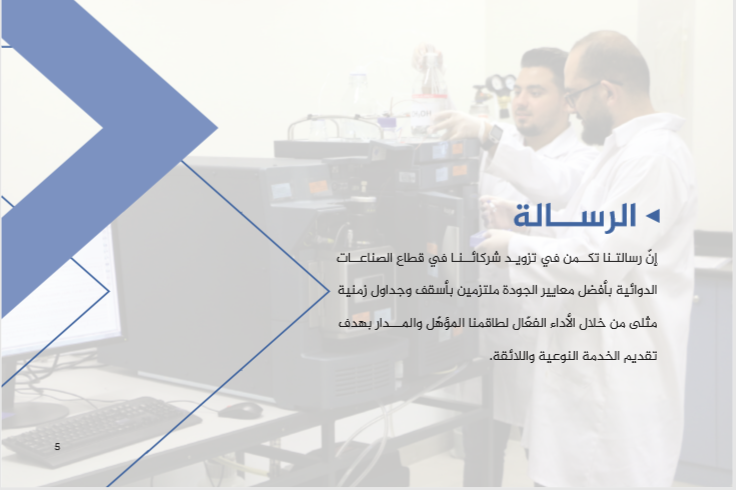 الرســالة
إنّ رسالتـنا تكــمن في تزويـد شركائــنـا في قطاع الصناعــات
الدوائية بأفضل معايير الجودة ملتزمين بأسقف وجداول زمنية
مثلى من خلال الأداء الفعّال لطاقمنا المؤهّل والمــدار بهدف
تقديم الخدمة النوعية واللائقة.
5